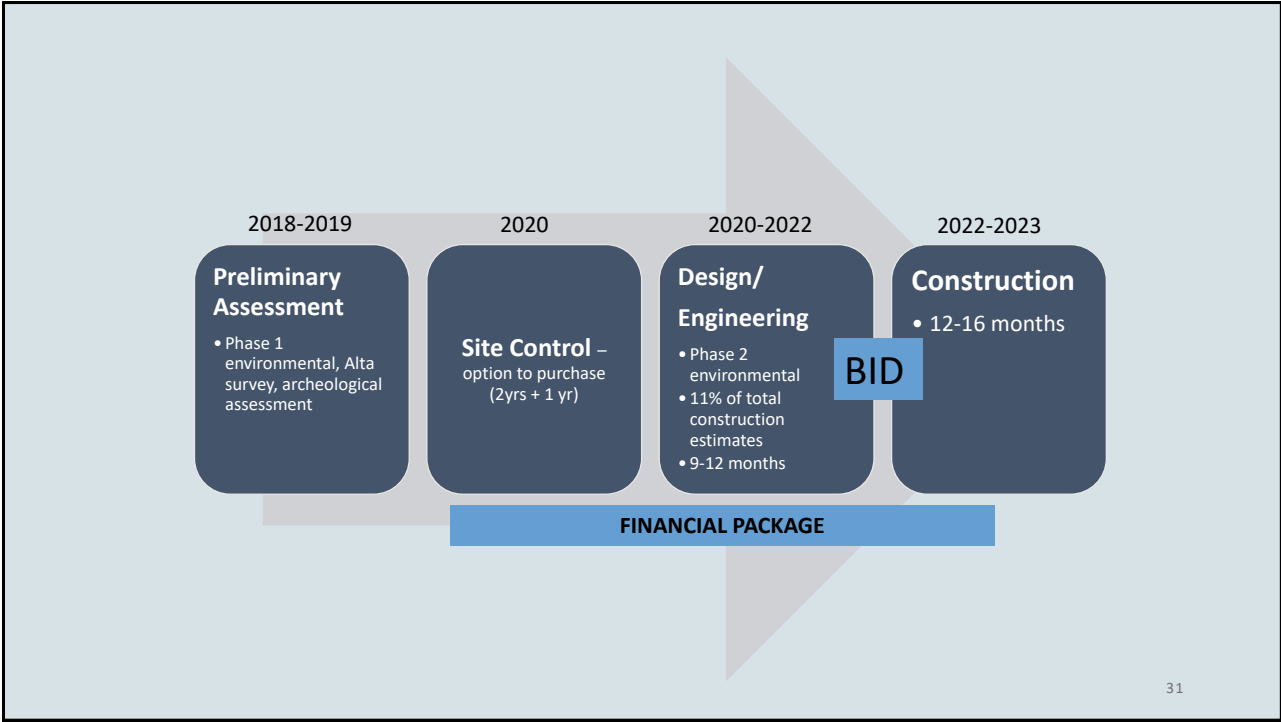 2018-2019
2020
2020-2022
2022-2023
Preliminary
Assessment
• Phase 1
environmental, Alta
survey, archeological
assessment
Site Control –
option to purchase
(2yrs + 1 yr)
Design/
Engineering
• Phase 2
environmental
• 11% of total
construction
estimates
• 9-12 months
BID
Construction
• 12-16 months
FINANCIAL PACKAGE
31